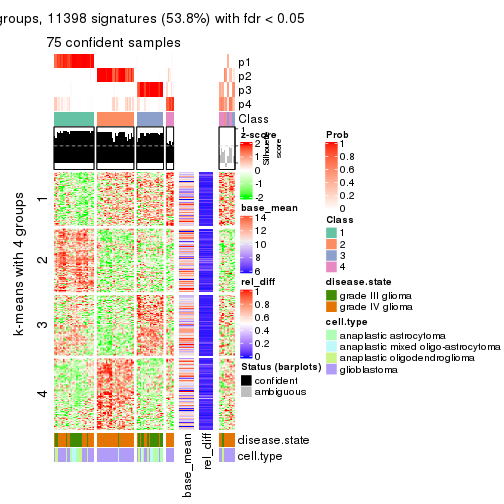 groups, 11398 signatures (53.8%) with fdr < 0.05
75 confident samples
p1
p2
p3
p4
Class
1
Silhouette
score
k-means with 4 groups
1
2
3
4
disease.state
cell.type
base_mean
rel_diff
z-score
2
1
0
-1
-2
base_mean
14
12
10
8
6
rel_diff
1
0.8
0.6
0.4
0.2
0
Status (barplots)
confident
ambiguous
Prob
1
0.8
0.6
0.4
0.2
0
Class
1
2
3
4
disease.state
grade III glioma
grade IV glioma
cell.type
anaplastic astrocytoma
anaplastic mixed oligo-astrocytoma
anaplastic oligodendroglioma
glioblastoma